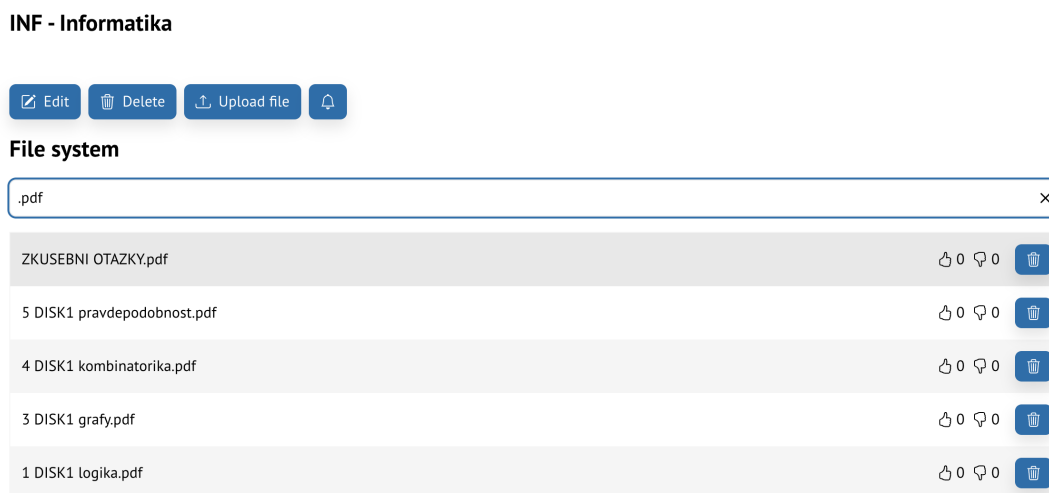 INF - Informatika
Edit Delete Upload file
File system
.pdf
ZKUSEBNI OTAZKY.pdf 0 0
5 DISK1 pravdepodobnost.pdf 0 0
4 DISK1 kombinatorika.pdf 0 0
3 DISK1 grafy.pdf 0 0
1 DISK1 logika.pdf 0 0